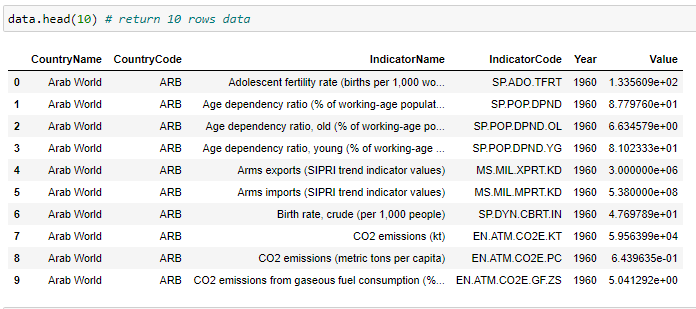 data.head(10) # return 10 rows data
CountryName CountryCode IndicatorName IndicatorCode Year Value
0 Arab World ARB Adolescent fertility rate (births per 1,000 wo... SP.ADO.TFRT 1960 1.335609e+02
1 Arab World ARB Age dependency ratio (% of working-age populat... SP.POP.DPND 1960 8.779760e+01
2 Arab World ARB Age dependency ratio, old (% of working-age po... SP.POP.DPND.OL 1960 6.634579e+00
3 Arab World ARB Age dependency ratio, young (% of working-age ... SP.POP.DPND.YG 1960 8.102333e+01
4 Arab World ARB Arms exports (SIPRI trend indicator values) MS.MIL.XPRT.KD 1960 3.000000e+06
5 Arab World ARB Arms imports (SIPRI trend indicator values) MS.MIL.MPRT.KD 1960 5.380000e+08
6 Arab World ARB Birth rate, crude (per 1,000 people) SP.DYN.CBRT.IN 1960 4.769789e+01
7 Arab World ARB CO2 emissions (kt) EN.ATM.CO2E.KT 1960 5.956399e+04
8 Arab World ARB CO2 emissions (metric tons per capita) EN.ATM.CO2E.PC 1960 6.439635e-01
9 Arab World ARB CO2 emissions from gaseous fuel consumption (%... EN.ATM.CO2E.GF.ZS 1960 5.041292e+00